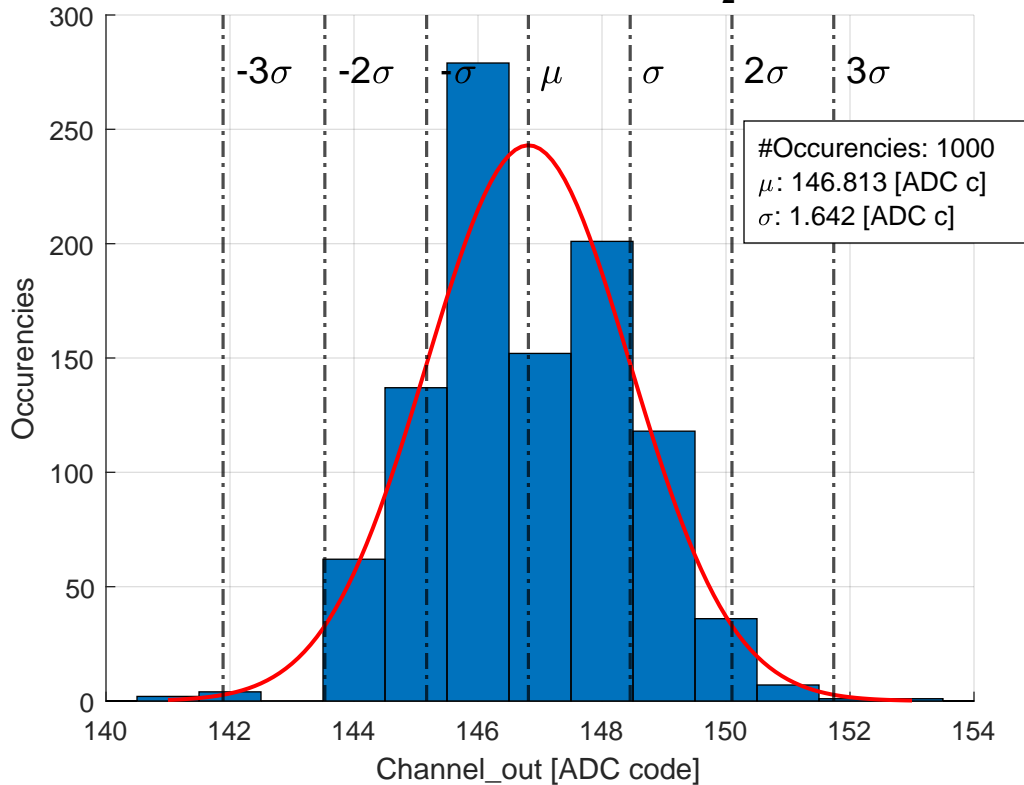 300
250
200
150
100
50
0
Occurencies
-3σ -2σ -σ μ σ 2σ 3σ
#Occurencies: 1000
μ: 146.813 [ADC c]
σ: 1.642 [ADC c]
140 142 144 146 148 150 152 154
Channel_out [ADC code]